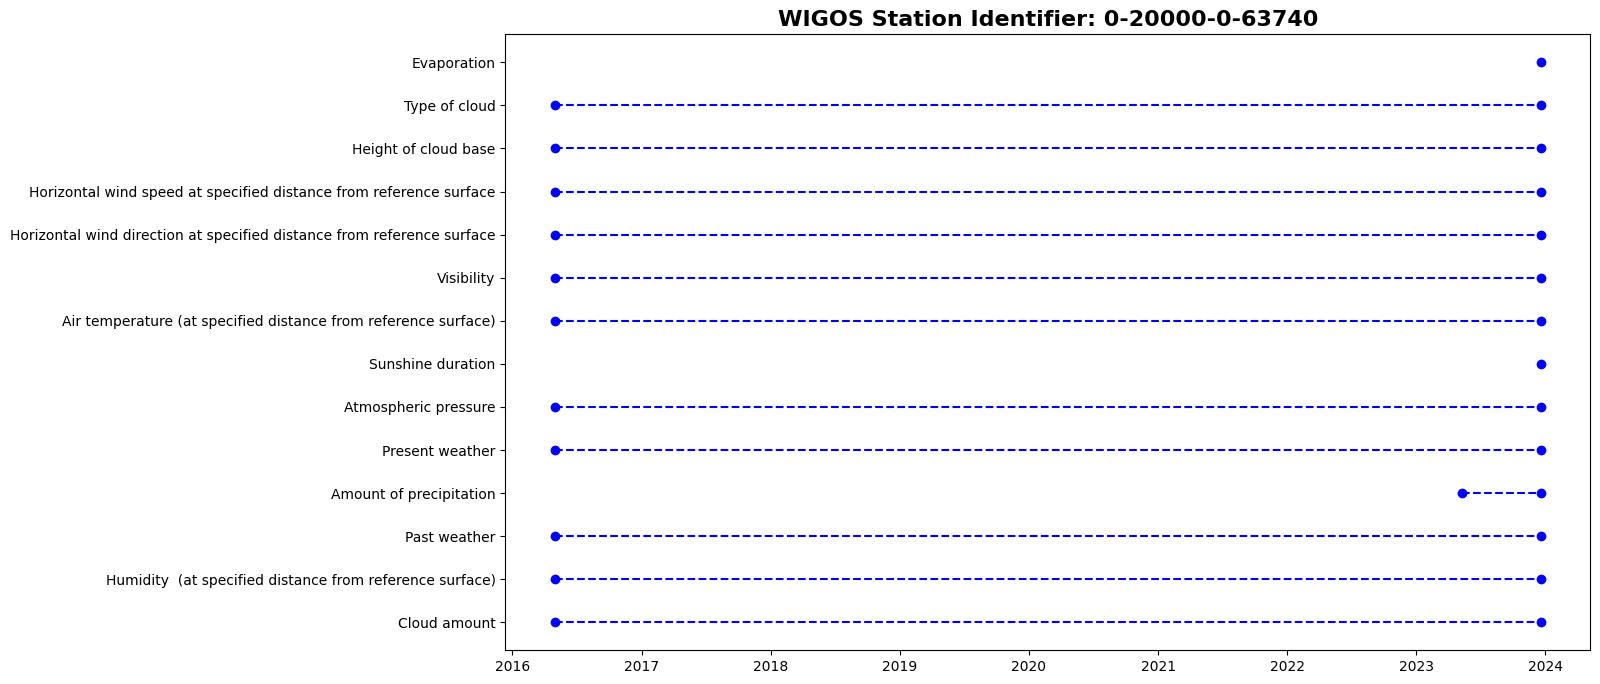 WIGOS Station Identifier: 0-20000-0-63740
Evaporation
Type of cloud
Height of cloud base
Horizontal wind speed at specified distance from reference surface
Horizontal wind direction at specified distance from reference surface
Visibility
Air temperature (at specified distance from reference surface)
Sunshine duration
Atmospheric pressure
Present weather
Amount of precipitation
Past weather
Humidity  (at specified distance from reference surface)
Cloud amount
2016 2017 2018 2019 2020 2021 2022 2023 2024